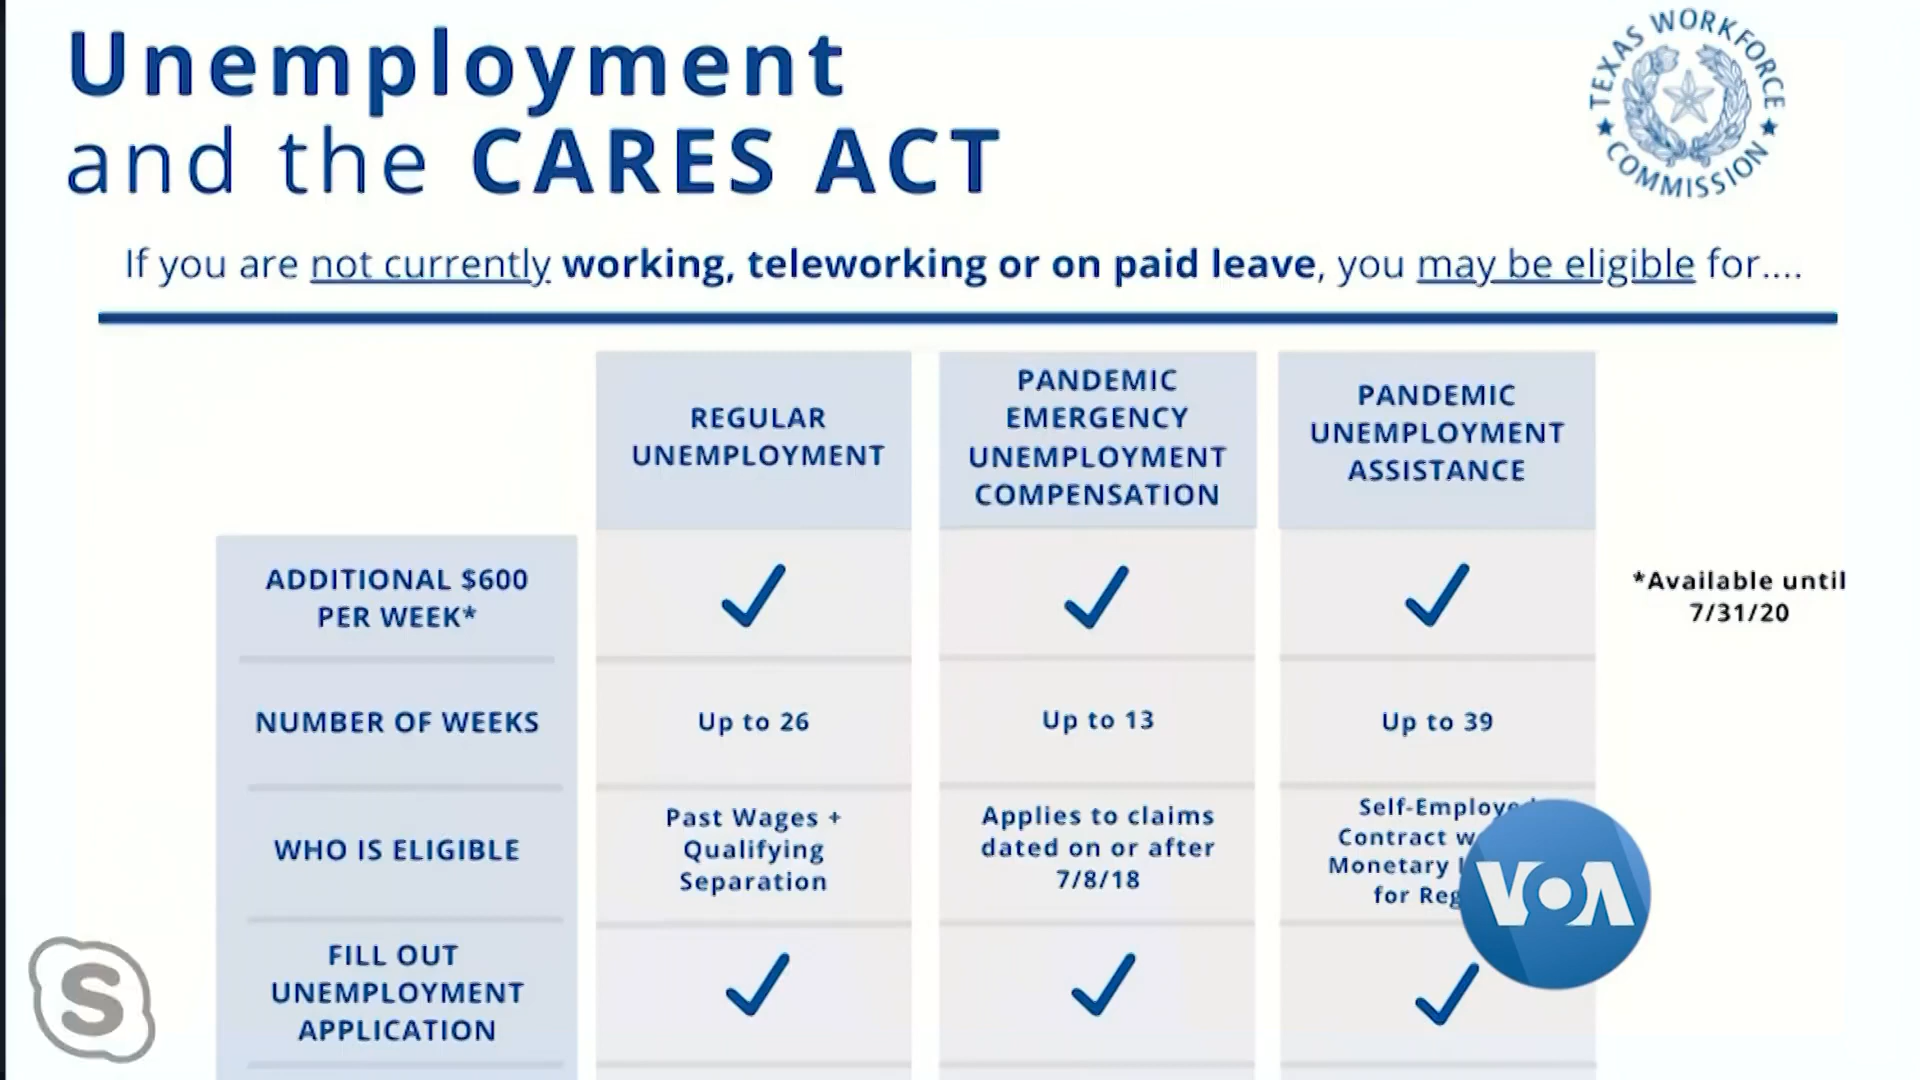 Unemployment
and the CARES ACT
TEXAS WORKFORCE
COMMISSION
If you are not currently working, teleworking or on paid leave, you may be eligible for....
REGULAR
UNEMPLOYMENT
PANDEMIC
EMERGENCY
UNEMPLOYMENT
COMPENSATION
PANDEMIC
UNEMPLOYMENT
ASSISTANCE
ADDITIONAL $600
PER WEEK*
*Available until
7/31/20
NUMBER OF WEEKS
Up to 26
Up to 13
Up to 39
WHO IS ELIGIBLE
Past Wages +
Qualifying
Separation
Applies to claims
dated on or after
7/8/18
Contract
Monetary
for
VOA
FILL OUT
UNEMPLOYMENT
APPLICATION
S